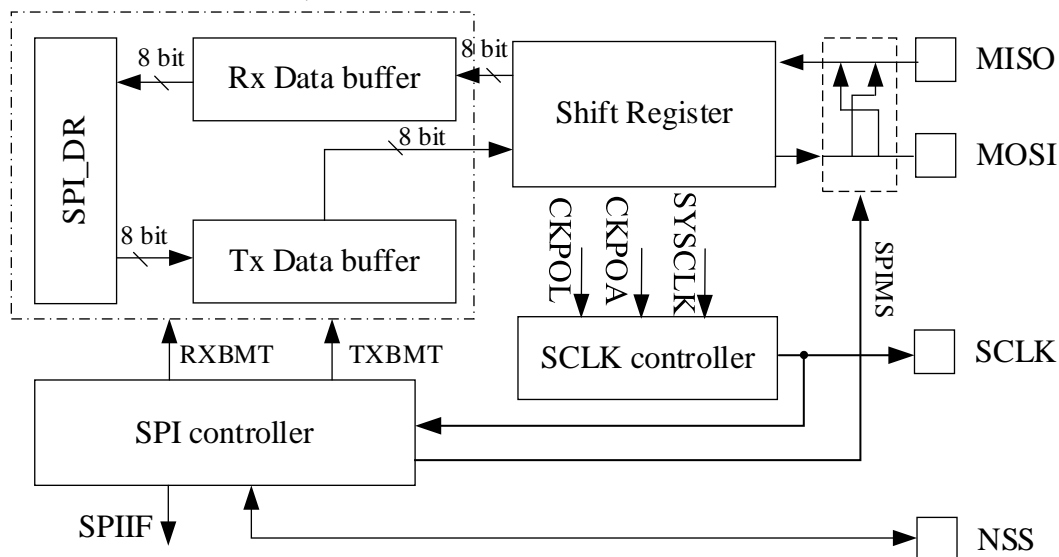 8 bit
Rx Data buffer
8 bit
Shift Register
MISO
8 bit
MOSI
SPI_DR
8 bit
Tx Data buffer
CKPOL
CKPOA
SYSCLK
SPIMS
RXBMT
TXBMT
SCLK controller
SCLK
SPI controller
SPIIF
NSS